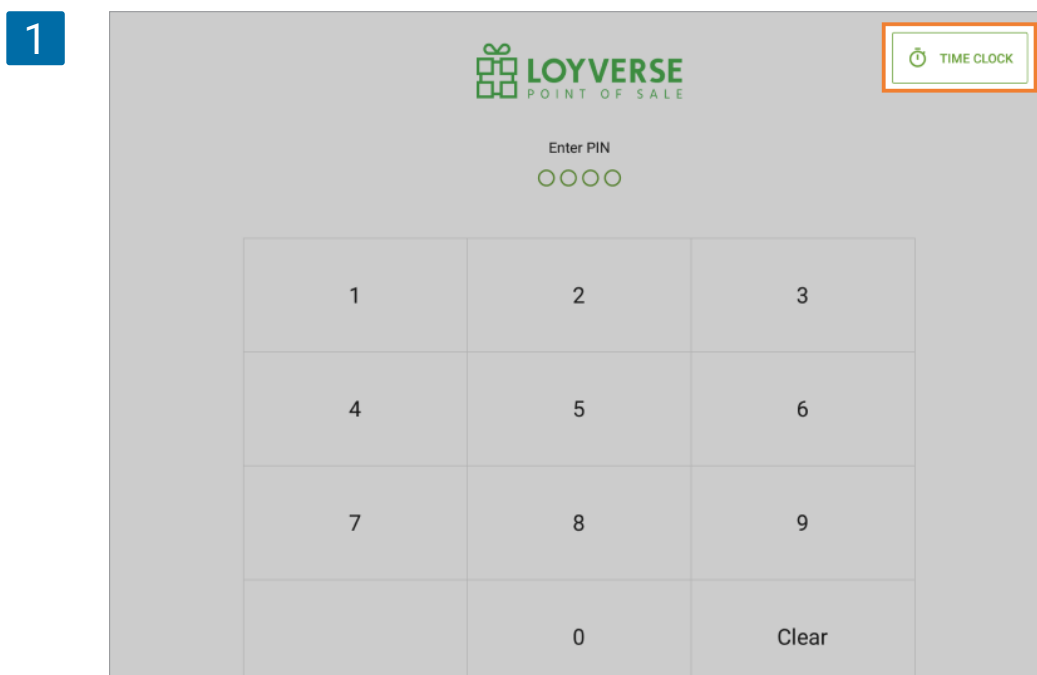 1
LOYVERSE
POINT OF SALE
TIME CLOCK
Enter PIN
1 2 3
4 5 6
7 8 9
0 Clear